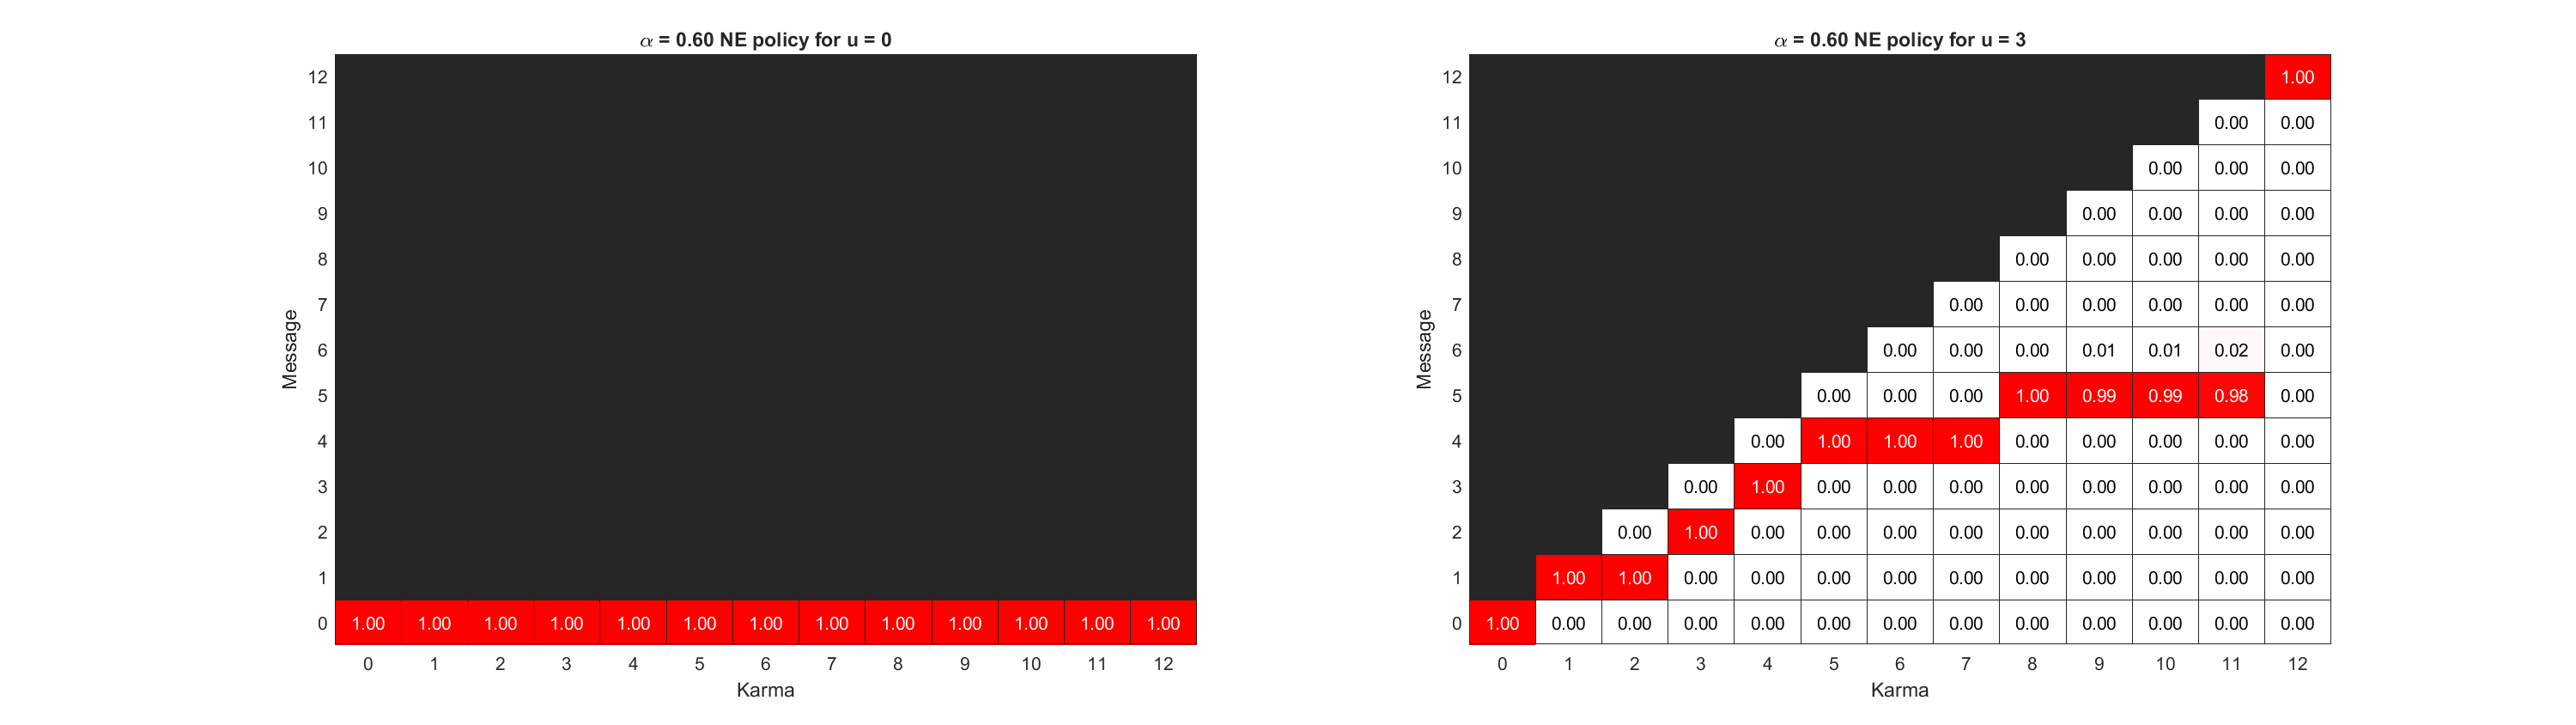 α = 0.60 NE policy for u = 0
12
11
10
9
8
7
6
5
4
3
2
1
0 1.00 1.00 1.00 1.00 1.00 1.00 1.00 1.00 1.00 1.00 1.00 1.00 1.00
0 1 2 3 4 5 6 7 8 9 10 11 12
Message
Karma
α = 0.60 NE policy for u = 3
12 1.00
11 0.00 0.00
10 0.00 0.00 0.00
9 0.00 0.00 0.00 0.00
8 0.00 0.00 0.00 0.00 0.00
7 0.00 0.00 0.00 0.00 0.00 0.00
6 0.00 0.00 0.00 0.01 0.01 0.02 0.00
5 0.00 0.00 0.00 1.00 0.99 0.99 0.98 0.00
4 0.00 1.00 1.00 1.00 0.00 0.00 0.00 0.00 0.00
3 0.00 1.00 0.00 0.00 0.00 0.00 0.00 0.00 0.00 0.00
2 0.00 1.00 0.00 0.00 0.00 0.00 0.00 0.00 0.00 0.00 0.00
1 1.00 1.00 0.00 0.00 0.00 0.00 0.00 0.00 0.00 0.00 0.00 0.00
0 1.00 0.00 0.00 0.00 0.00 0.00 0.00 0.00 0.00 0.00 0.00 0.00 0.00
0 1 2 3 4 5 6 7 8 9 10 11 12
Message
Karma